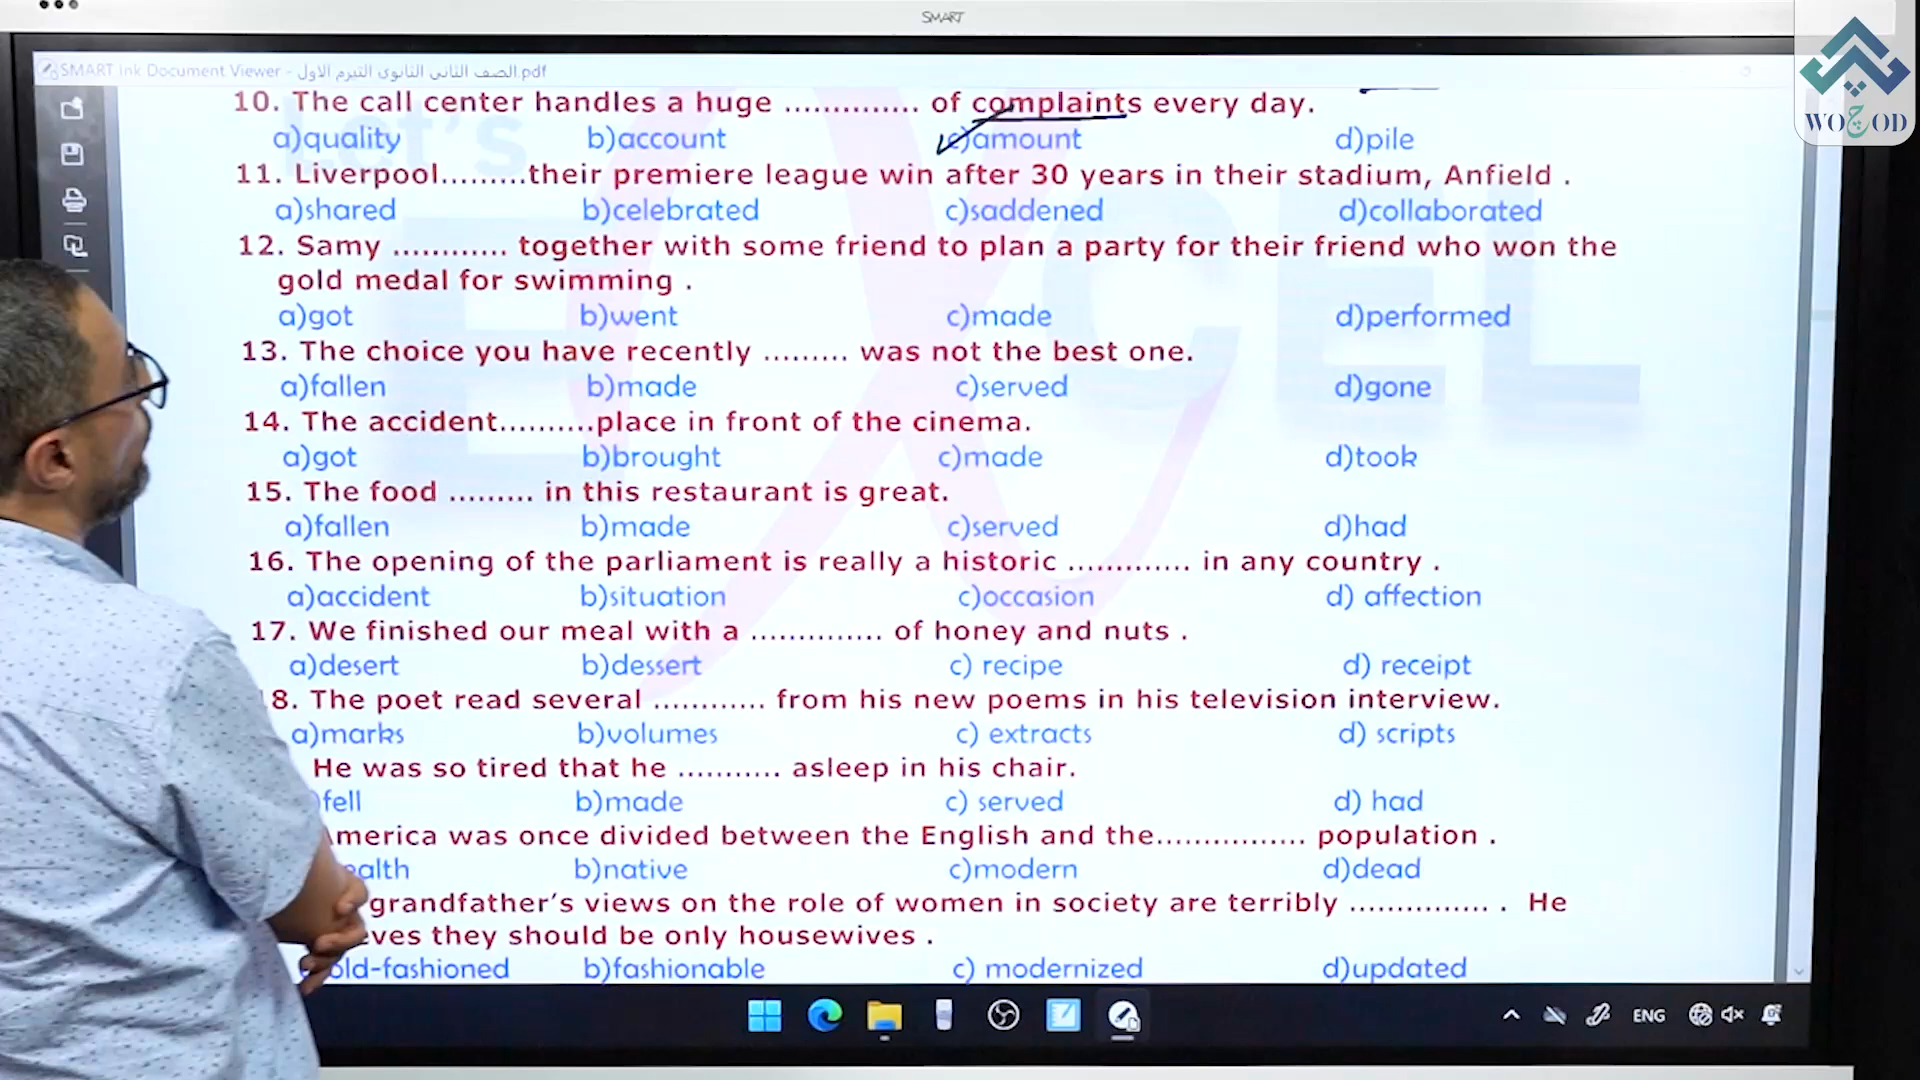 SMART
WOجOD
SMART Ink Document Viewer - الصف الثانى الثانوى التيرم الاول.pdf
10. The call center handles a huge .............. of complaints every day.
a)quality b)account c)amount d)pile
11. Liverpool.........their premiere league win after 30 years in their stadium, Anfield .
a)shared b)celebrated c)saddened d)collaborated
12. Samy ............ together with some friend to plan a party for their friend who won the
gold medal for swimming .
a)got b)went c)made d)performed
13. The choice you have recently ......... was not the best one.
a)fallen b)made c)served d)gone
14. The accident..........place in front of the cinema.
a)got b)brought c)made d)took
15. The food ......... in this restaurant is great.
a)fallen b)made c)served d)had
16. The opening of the parliament is really a historic ............. in any country .
a)accident b)situation c)occasion d) affection
17. We finished our meal with a .............. of honey and nuts .
a)desert b)dessert c) recipe d) receipt
8. The poet read several ............ from his new poems in his television interview.
a)marks b)volumes c) extracts d) scripts
He was so tired that he ........... asleep in his chair.
)fell b)made c) served d) had
America was once divided between the English and the................ population .
b)native c)modern d)dead
grandfather's views on the role of women in society are terribly ............... . He
they should be only housewives .
old-fashioned b)fashionable c) modernized d)updated
ENG